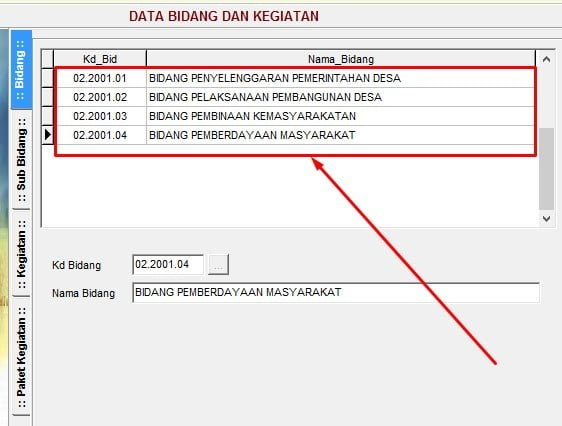 DATA BIDANG DAN KEGIATAN
:: Bidang ::
:: Sub Bidang ::
:: Kegiatan ::
:: Paket Kegiatan ::
Kd_Bid Nama_Bidang
02.2001.01 BIDANG PENYELENGGARAN PEMERINTAHAN DESA
02.2001.02 BIDANG PELAKSANAAN PEMBANGUNAN DESA
02.2001.03 BIDANG PEMBINAAN KEMASYARAKATAN
02.2001.04 BIDANG PEMBERDAYAAN MASYARAKAT
Kd Bidang 02.2001.04 ...
Nama Bidang BIDANG PEMBERDAYAAN MASYARAKAT